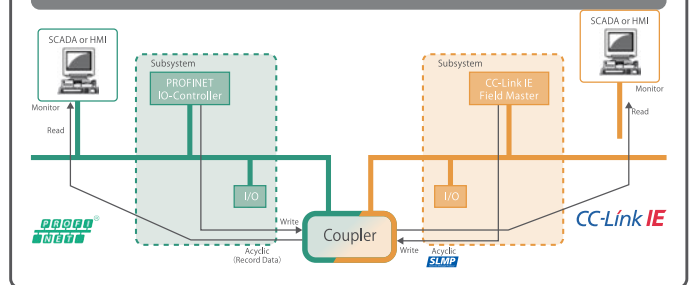 SCADA or HMI
Monitor
Read
Subsystem
PROFINET
IO-Controller
I/O
PROFI
NET
®
Write
Acyclic
(Record Data)
Coupler
Subsystem
CC-Link IE
Field Master
I/O
Write
Acyclic
SLMP
SCADA or HMI
Monitor
Read
CC-Link IE